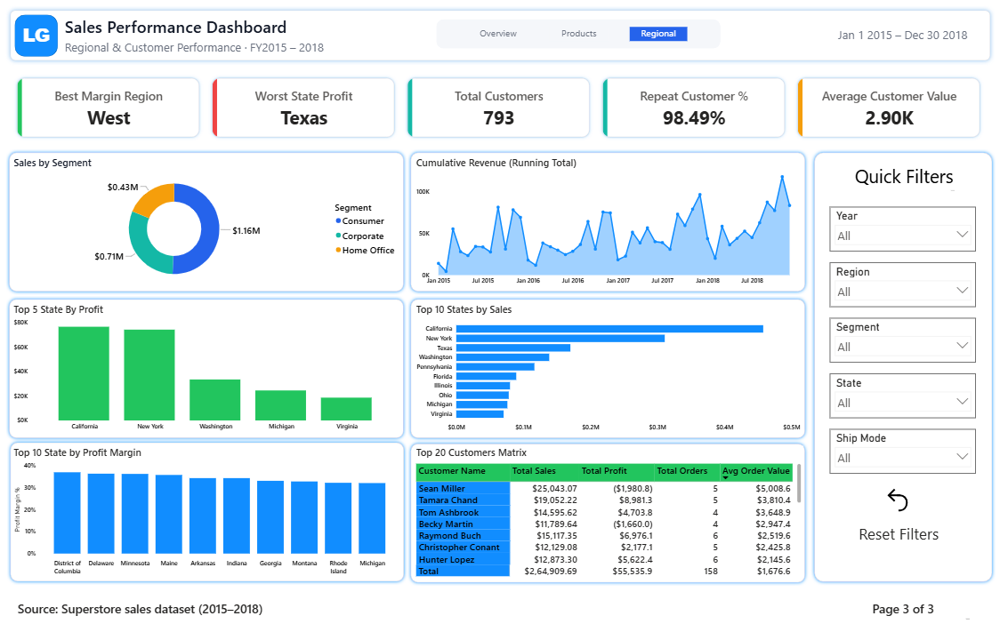 LG
Sales Performance Dashboard
Regional & Customer Performance · FY2015 – 2018
Overview
Products
Regional
Jan 1 2015 – Dec 30 2018
Best Margin Region
West
Worst State Profit
Texas
Total Customers
793
Repeat Customer %
98.49%
Average Customer Value
2.90K
Sales by Segment
$0.43M
$1.16M
$0.71M
Segment
Consumer
Corporate
Home Office
Cumulative Revenue (Running Total)
100K
50K
0K
Jan 2015 Jul 2015 Jan 2016 Jul 2016 Jan 2017 Jul 2017 Jan 2018 Jul 2018
Top 5 State By Profit
$80K
$60K
$40K
$20K
$0K
California New York Washington Michigan Virginia
Top 10 States by Sales
California
New York
Texas
Washington
Pennsylvania
Florida
Illinois
Ohio
Michigan
Virginia
$0.0M $0.1M $0.2M $0.3M $0.4M $0.5M
Top 10 State by Profit Margin
Profit Margin %
40%
30%
20%
10%
0%
District of Columbia Delaware Minnesota Maine Arkansas Indiana Georgia Montana Rhode Island Michigan
Top 20 Customers Matrix
Customer Name Total Sales Total Profit Total Orders Avg Order Value
Sean Miller $25,043.07 ($1,980.8) 5 $5,008.6
Tamara Chand $19,052.22 $8,981.3 5 $3,810.4
Tom Ashbrook $14,595.62 $4,703.8 4 $3,648.9
Becky Martin $11,789.64 ($1,660.0) 4 $2,947.4
Raymond Buch $15,117.35 $6,976.1 6 $2,519.6
Christopher Conant $12,129.08 $2,177.1 5 $2,425.8
Hunter Lopez $12,873.30 $5,622.4 6 $2,145.6
Total $2,64,909.69 $55,535.9 158 $1,676.6
Quick Filters
Year
All
Region
All
Segment
All
State
All
Ship Mode
All
Reset Filters
Source: Superstore sales dataset (2015–2018)
Page 3 of 3